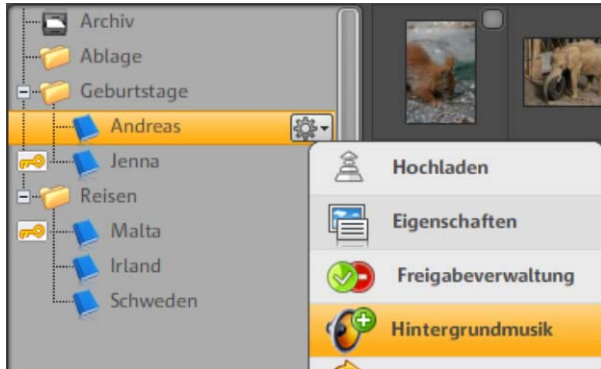 Archiv
Ablage
Geburtstage
Andreas
Jenna
Reisen
Malta
Irland
Schweden
Hochladen
Eigenschaften
Freigabeverwaltung
Hintergrundmusik